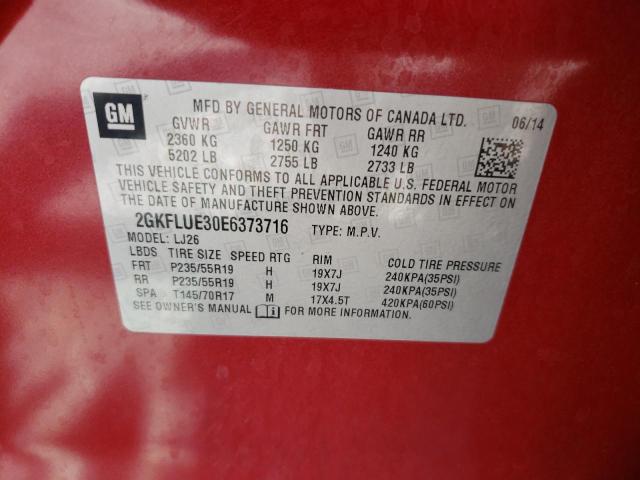 GM
MFD BY GENERAL MOTORS OF CANADA LTD.
06/14
GVWR GAWR FRT GAWR RR
2360 KG 1250 KG 1240 KG
5202 LB 2755 LB 2733 LB
THIS VEHICLE CONFORMS TO ALL APPLICABLE U.S. FEDERAL MOTOR
VEHICLE SAFETY AND THEFT PREVENTION STANDARDS IN EFFECT ON
THE DATE OF MANUFACTURE SHOWN ABOVE.
2GKFLUE30E6373716 TYPE: M.P.V.
MODEL: LJ26
LBDS TIRE SIZE SPEED RTG RIM COLD TIRE PRESSURE
FRT P235/55R19 H 19X7J 240KPA(35PSI)
RR P235/55R19 H 19X7J 240KPA(35PSI)
SPA T145/70R17 M 17X4.5T 420KPA(60PSI)
SEE OWNER'S MANUAL FOR MORE INFORMATION.